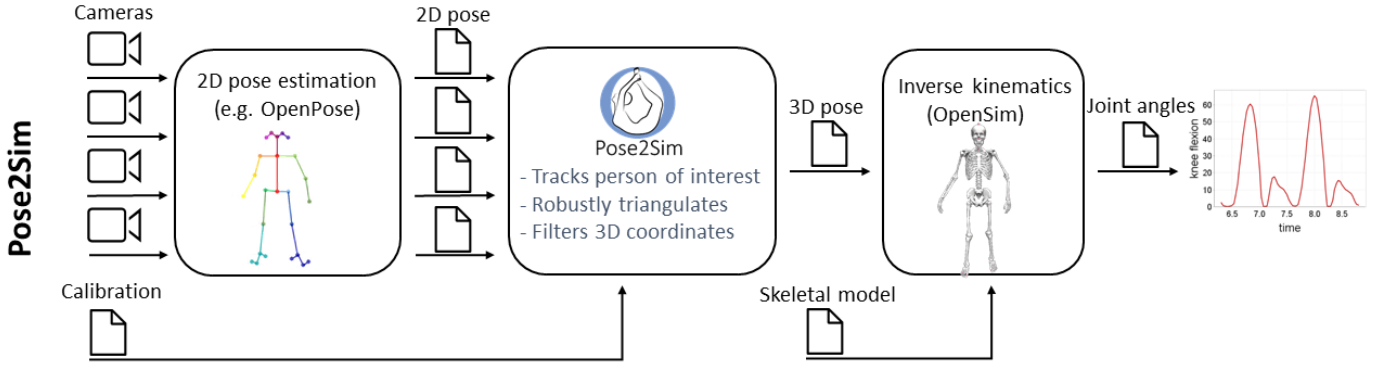 Pose2Sim
Cameras
2D pose estimation
(e.g. OpenPose)
2D pose
Pose2Sim
- Tracks person of interest
- Robustly triangulates
- Filters 3D coordinates
3D pose
Inverse kinematics
(OpenSim)
Joint angles
knee flexion
60
50
40
30
20
10
0
6.5 7.0 7.5 8.0 8.5
time
Calibration
Skeletal model